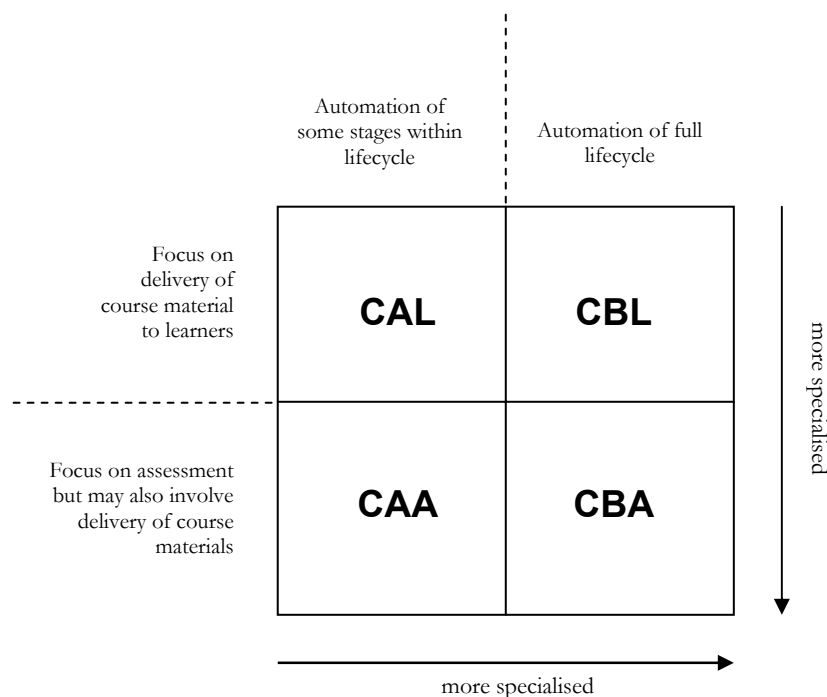 Automation of
some stages within
lifecycle
Automation of full
lifecycle
Focus on
delivery of
course material
to learners
CAL
CBL
more specialised
Focus on assessment
but may also involve
delivery of course
materials
CAA
CBA
more specialised